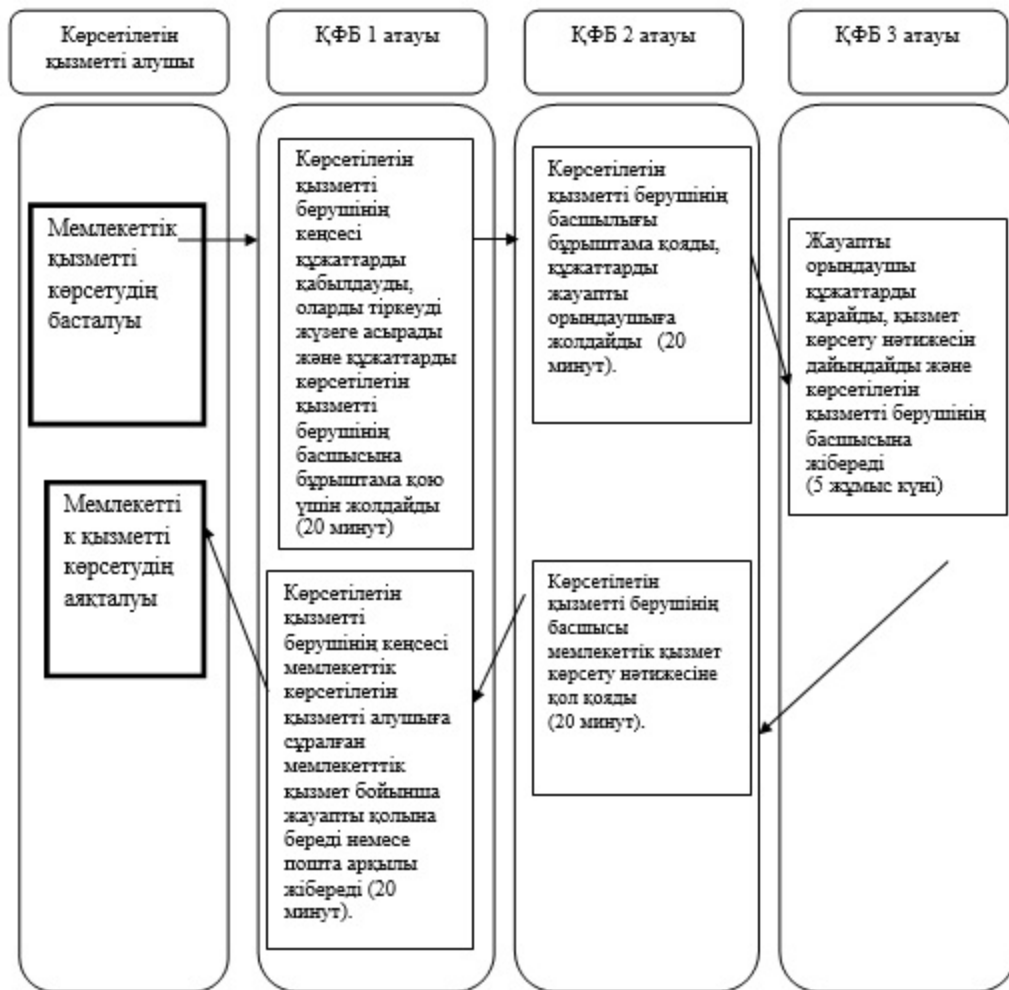 Көрсетілетін
қызметті алушы
ҚФБ 1 атауы
ҚФБ 2 атауы
ҚФБ 3 атауы
Мемлекеттік
қызметті
көрсетудің
басталуы
Көрсетілетін
қызметті
берушінің
кеңсесі
құжаттарды
қабылдауды,
оларды тіркеуді
жүзеге асырады
және құжаттарды
көрсетілетін
қызметті
берушінің
басшысына
бұрыштама қою
үшін жолдайды
(20 минут)
Көрсетілетін
қызметті берушінің
басшылығы
бұрыштама қояды,
құжаттарды
жауапты
орындаушыға
жолдайды (20
минут).
Жауапты
орындаушы
құжаттарды
қарайды, қызмет
көрсету нәтижесін
дайындайды және
көрсетілетін
қызметті берушінің
басшысына
жібереді
(5 жұмыс күні)
Мемлекетті
к қызметті
көрсетудің
аяқталуы
Көрсетілетін
қызметті
берушінің кеңсесі
мемлекеттік
көрсетілетін
қызметті алушыға
сұралған
мемлекетттік
қызмет бойынша
жауапты қолына
береді немесе
пошта арқылы
жібереді (20
минут).
Көрсетілетін
қызметті берушінің
басшысы
мемлекеттік қызмет
көрсету нәтижесіне
қол қояды
(20 минут).